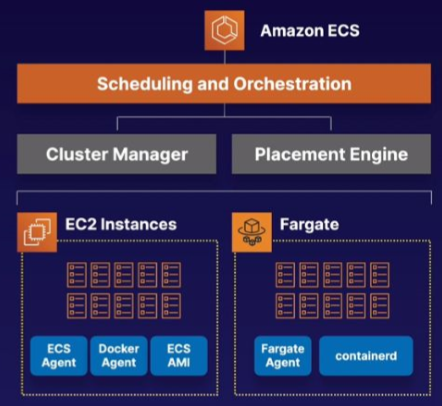 Amazon ECS
Scheduling and Orchestration
Cluster Manager
Placement Engine
EC2 Instances
Fargate
ECS
Agent
Docker
Agent
ECS
AMI
Fargate
Agent
containerd